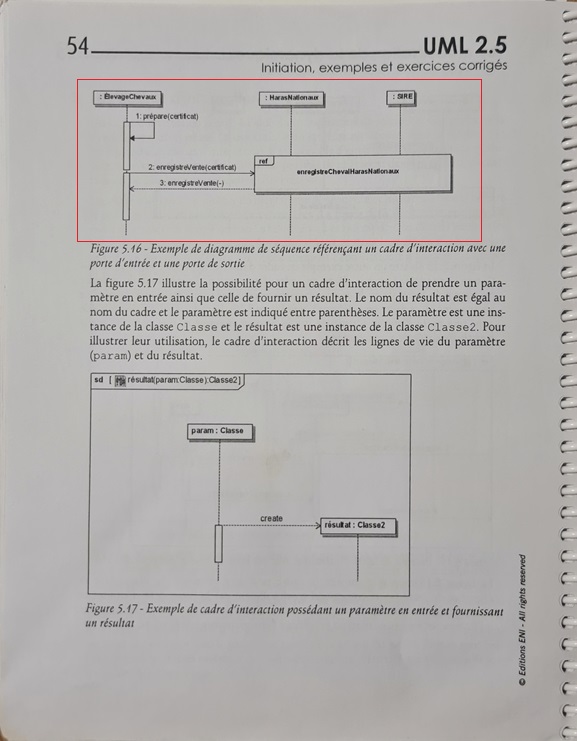 54 UML 2.5
Initiation, exemples et exercices corrigés
: ÉlevageChevaux : HarasNationaux : SIRE
1: prépare(certificat)
ref
2: enregistreVente(certificat)
enregistreChevalHarasNationaux
3: enregistreVente(-)
Figure 5.16 - Exemple de diagramme de séquence référençant un cadre d'interaction avec une
porte d'entrée et une porte de sortie
La figure 5.17 illustre la possibilité pour un cadre d'interaction de prendre un para-
mètre en entrée ainsi que celle de fournir un résultat. Le nom du résultat est égal au
nom du cadre et le paramètre est indiqué entre parenthèses. Le paramètre est une ins-
tance de la classe Classe et le résultat est une instance de la classe Classe2. Pour
illustrer leur utilisation, le cadre d'interaction décrit les lignes de vie du paramètre
(param) et du résultat.
sd [ résultat(param:Classe):Classe2]
param : Classe
create
résultat : Classe2
Figure 5.17 - Exemple de cadre d'interaction possédant un paramètre en entrée et fournissant
un résultat
© Editions ENI - All rights reserved